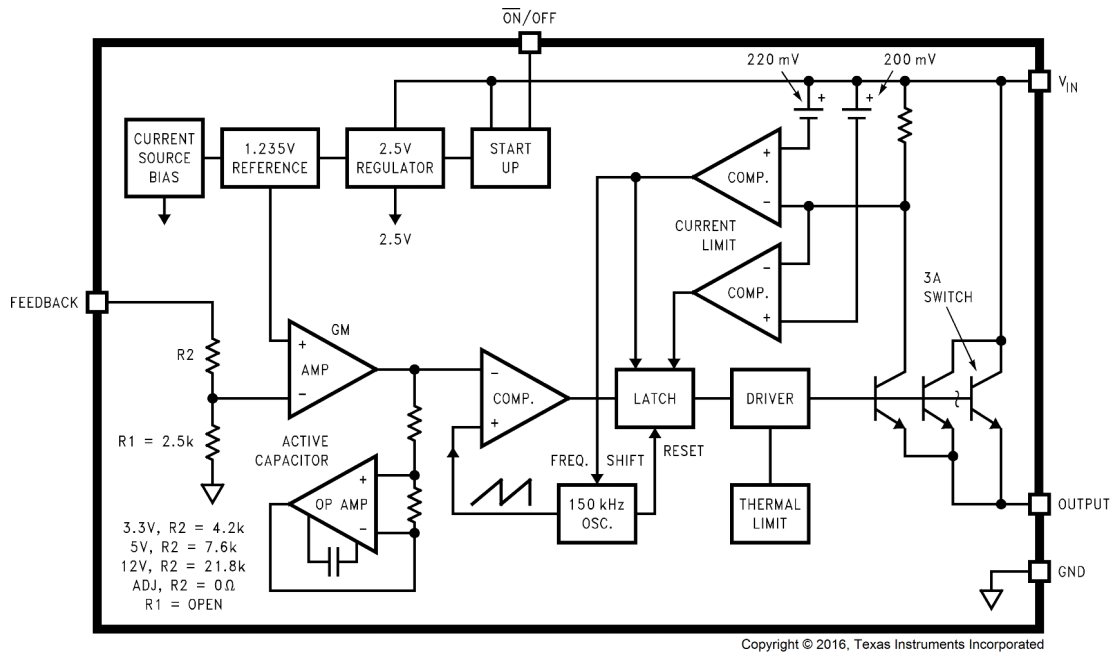 ON/OFF
220 mV
200 mV
VIN
CURRENT
SOURCE
BIAS
1.235V
REFERENCE
2.5V
REGULATOR
START
UP
2.5V
+
COMP.
−
CURRENT
LIMIT
−
COMP.
+
3A
SWITCH
FEEDBACK
R2
R1 = 2.5k
GM
+
AMP
−
−
COMP.
+
LATCH
DRIVER
ACTIVE
CAPACITOR
+
OP AMP
−
FREQ. SHIFT
RESET
150 kHz
OSC.
THERMAL
LIMIT
OUTPUT
GND
3.3V, R2 = 4.2k
5V, R2 = 7.6k
12V, R2 = 21.8k
ADJ, R2 = 0Ω
R1 = OPEN
+
+
Copyright © 2016, Texas Instruments Incorporated